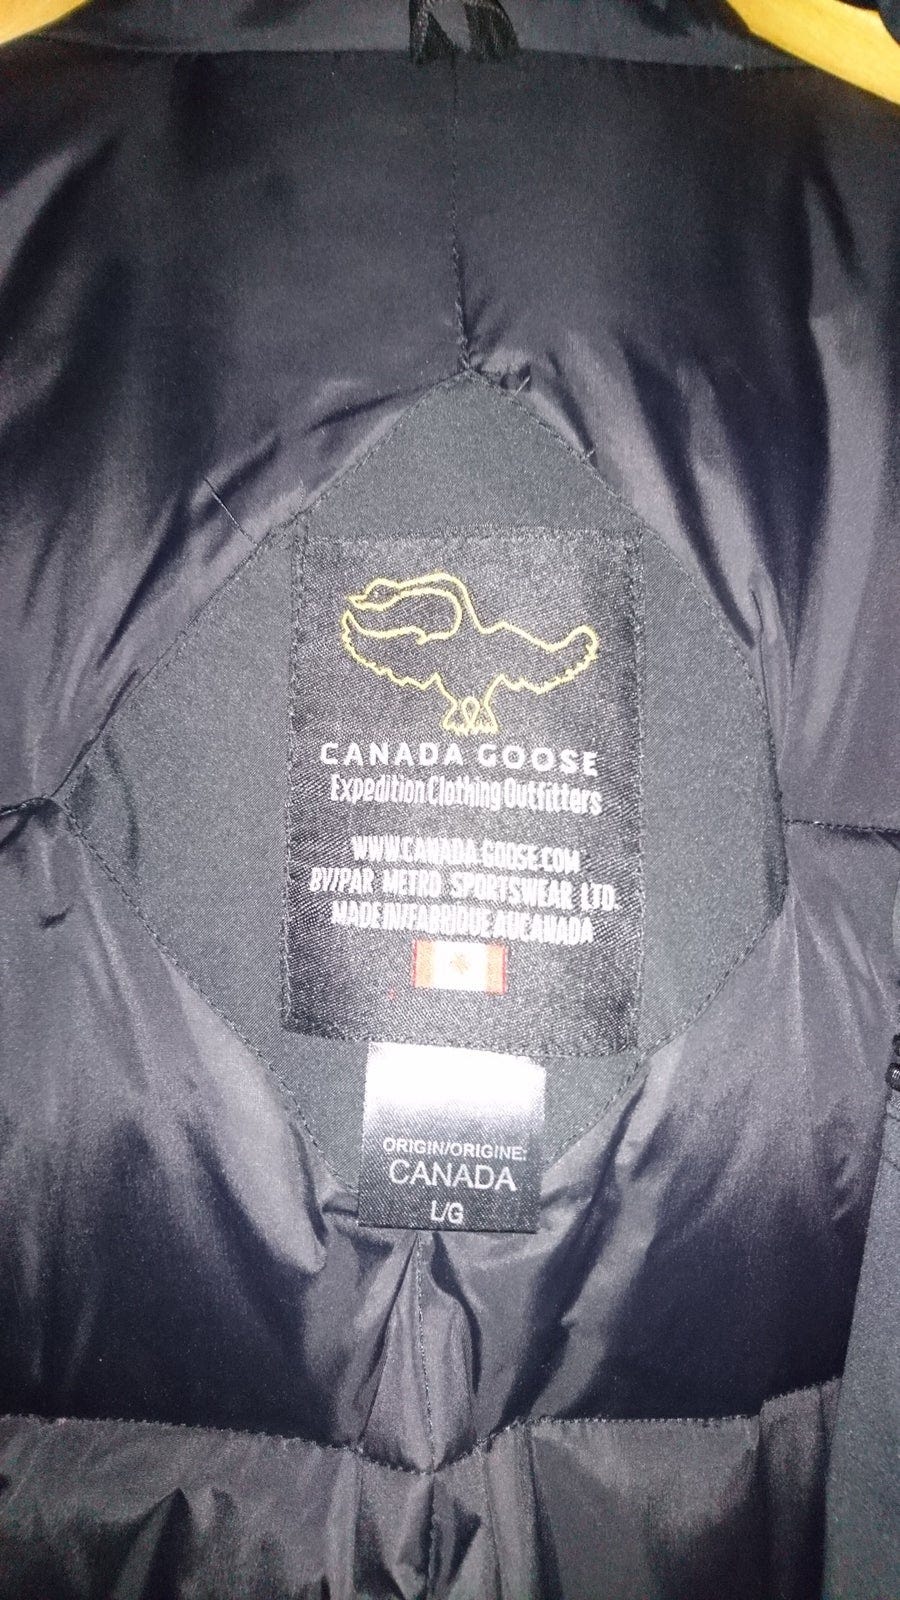 CANADA GOOSE
Expedition Clothing Outfitters
WWW.CANADA.GOOSE.COM
BY/PAR METRO SPORTSWEAR LTD.
MADE IN/FABRIQUE AU CANADA
ORIGIN/ORIGINE:
CANADA
L/G